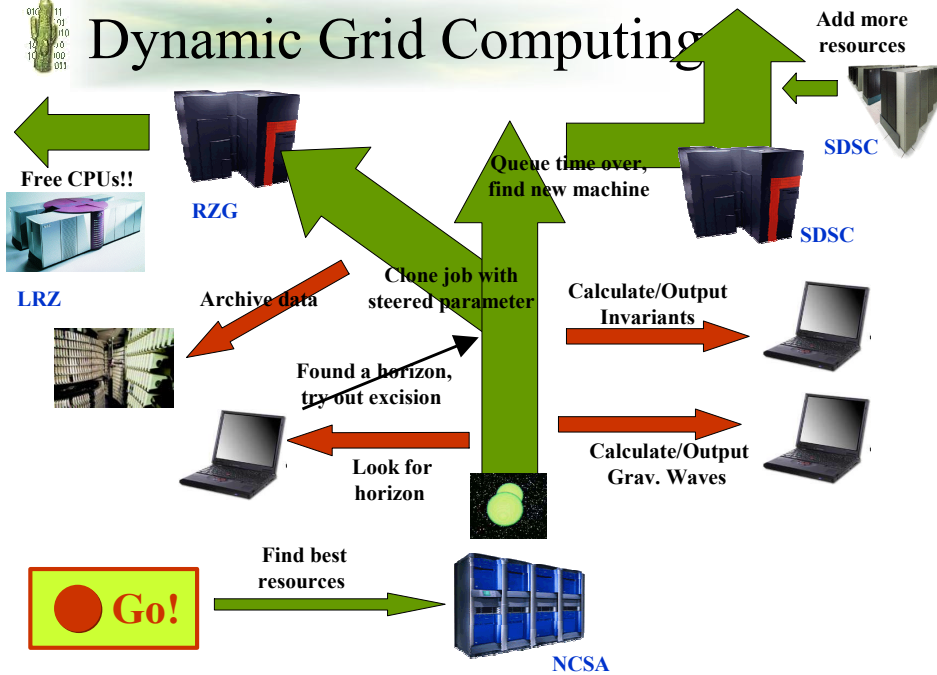 Dynamic Grid Computing
Add more
resources
Free CPUs!!
RZG
LRZ
Queue time over,
find new machine
SDSC
SDSC
Clone job with
steered parameter
Archive data
Calculate/Output
Invariants
Found a horizon,
try out excision
Look for
horizon
Calculate/Output
Grav. Waves
Find best
resources
Go!
NCSA